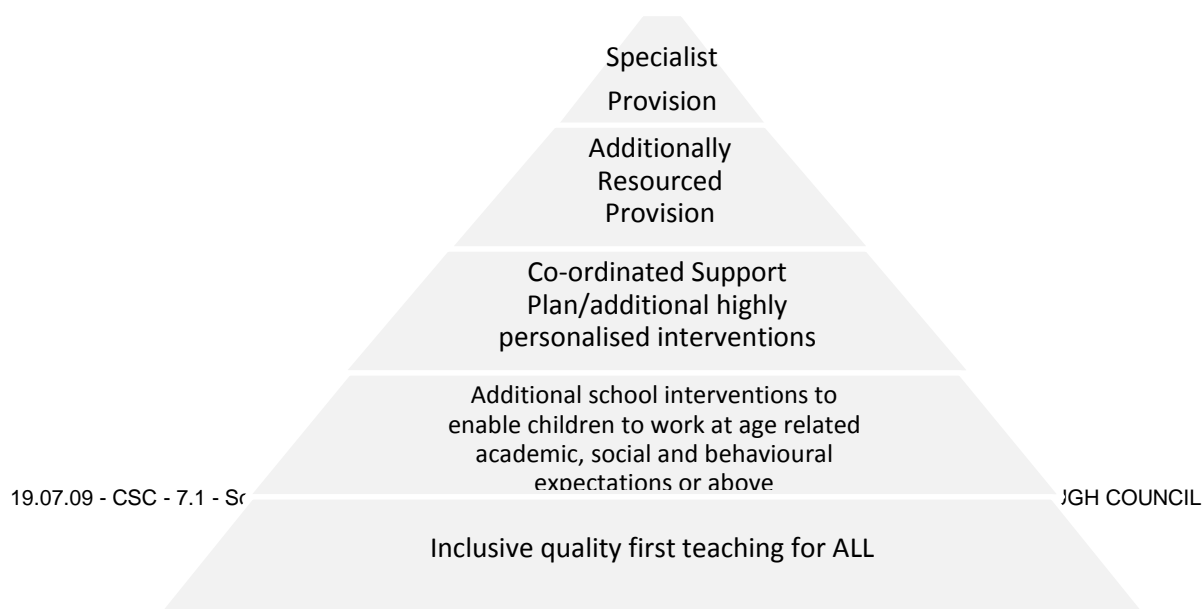 Specialist
Provision
Additionally
Resourced
Provision
Co-ordinated Support
Plan/additional highly
personalised interventions
Additional school interventions to
enable children to work at age related
academic, social and behavioural
expectations or above
19.07.09 - CSC - 7.1 - COUNCIL
Inclusive quality first teaching for ALL